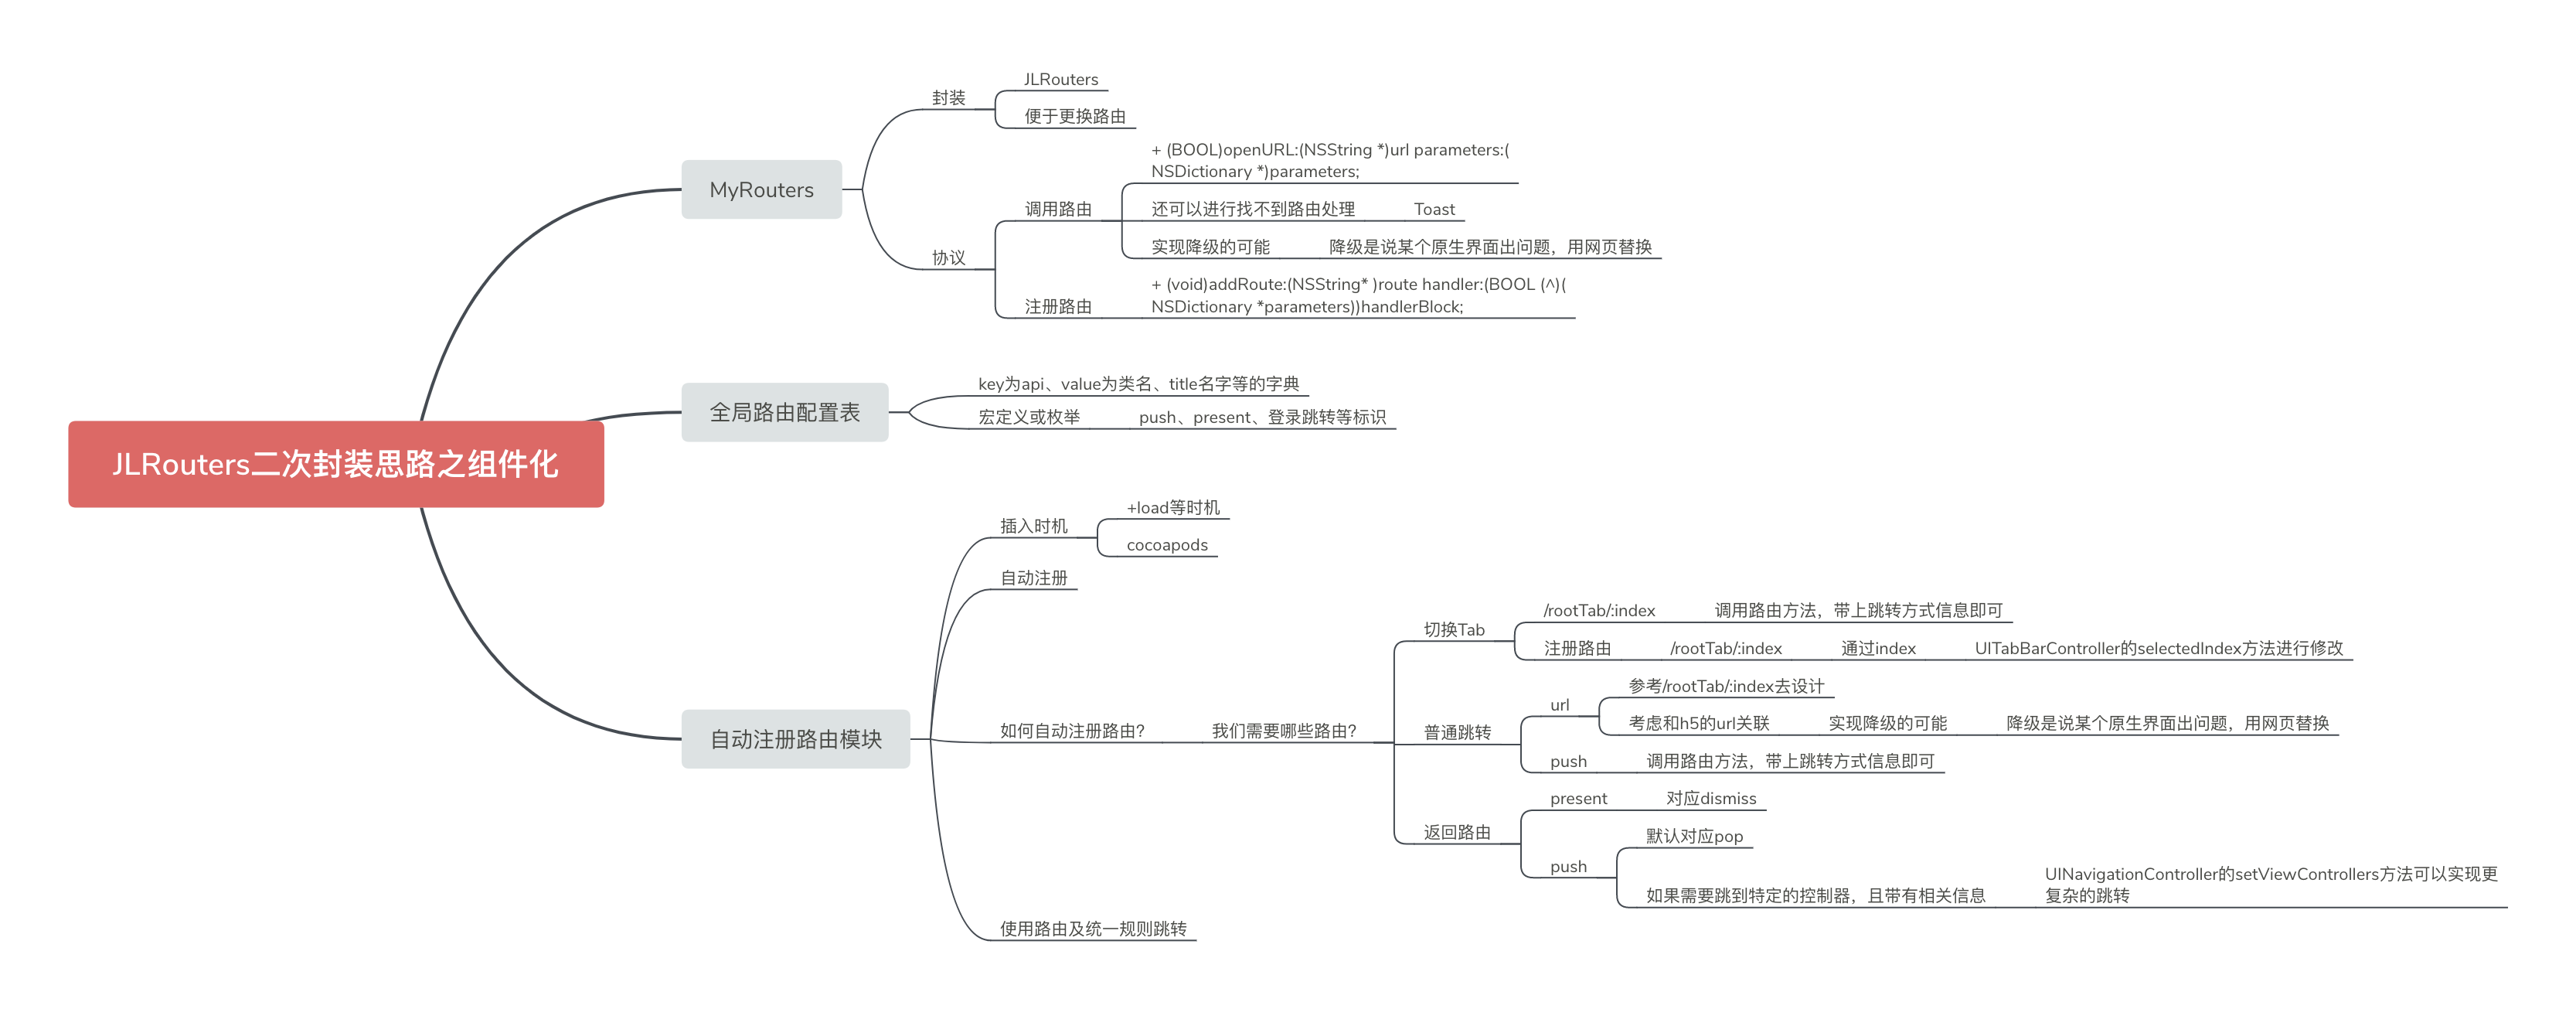 JLRouters二次封装思路之组件化
MyRouters
封装
JLRouters
便于更换路由
协议
调用路由
+ (BOOL)openURL:(NSString *)url parameters:(
NSDictionary *)parameters;
还可以进行找不到路由处理
Toast
实现降级的可能
降级是说某个原生界面出问题，用网页替换
注册路由
+ (void)addRoute:(NSString* )route handler:(BOOL (^)(
NSDictionary *parameters))handlerBlock;
全局路由配置表
key为api、value为类名、title名字等的字典
宏定义或枚举
push、present、登录跳转等标识
自动注册路由模块
插入时机
+load等时机
cocoapods
自动注册
如何自动注册路由？
我们需要哪些路由？
切换Tab
/rootTab/:index
调用路由方法，带上跳转方式信息即可
注册路由
/rootTab/:index
通过index
UITabBarController的selectedIndex方法进行修改
普通跳转
url
参考/rootTab/:index去设计
考虑和h5的url关联
实现降级的可能
降级是说某个原生界面出问题，用网页替换
push
调用路由方法，带上跳转方式信息即可
返回路由
present
对应dismiss
push
默认对应pop
如果需要跳到特定的控制器，且带有相关信息
UINavigationController的setViewControllers方法可以实现更
复杂的跳转
使用路由及统一规则跳转